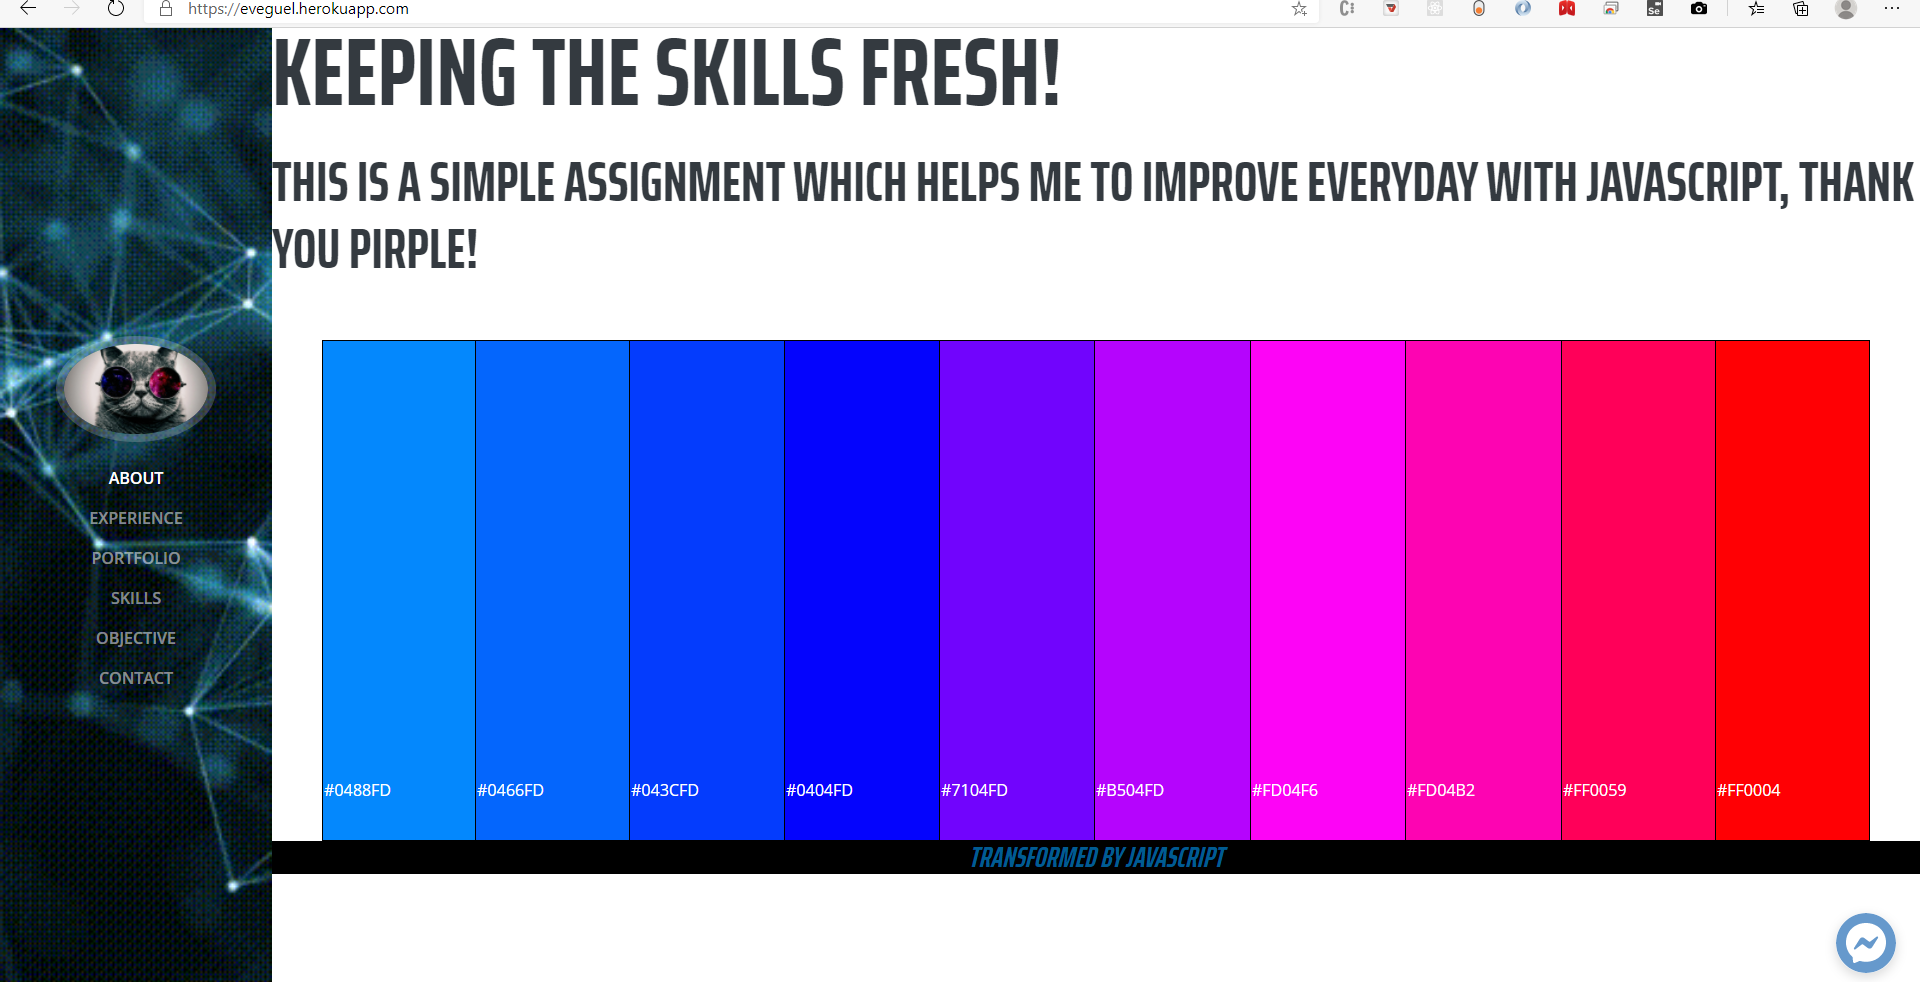 https://eveguel.herokuapp.com
KEEPING THE SKILLS FRESH!
THIS IS A SIMPLE ASSIGNMENT WHICH HELPS ME TO IMPROVE EVERYDAY WITH JAVASCRIPT, THANK
YOU PIRPLE!
ABOUT
EXPERIENCE
PORTFOLIO
SKILLS
OBJECTIVE
CONTACT
#0488FD #0466FD #043CFD #0404FD #7104FD #B504FD #FD04F6 #FD04B2 #FF0059 #FF0004
TRANSFORMED BY JAVASCRIPT